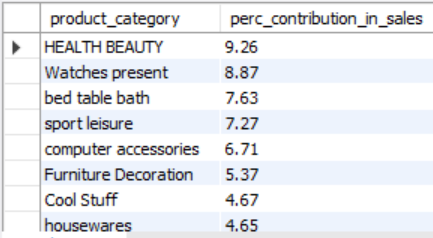 product_category perc_contribution_in_sales
HEALTH BEAUTY 9.26
Watches present 8.87
bed table bath 7.63
sport leisure 7.27
computer accessories 6.71
Furniture Decoration 5.37
Cool Stuff 4.67
housewares 4.65